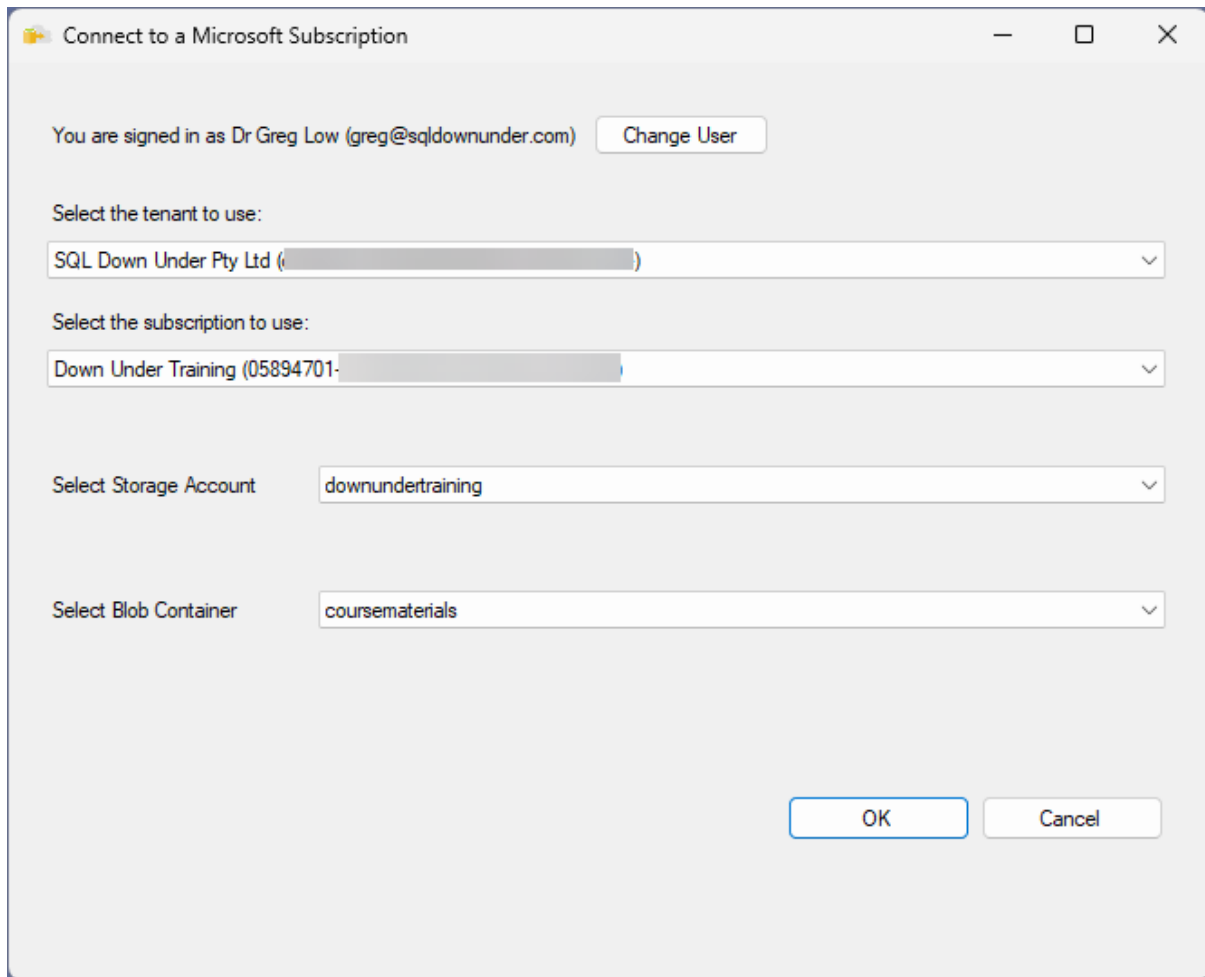 Connect to a Microsoft Subscription
You are signed in as Dr Greg Low (greg@sqldownunder.com) Change User
Select the tenant to use:
SQL Down Under Pty Ltd ( )
Select the subscription to use:
Down Under Training (05894701-
Select Storage Account downundertraining
Select Blob Container coursematerials
OK Cancel